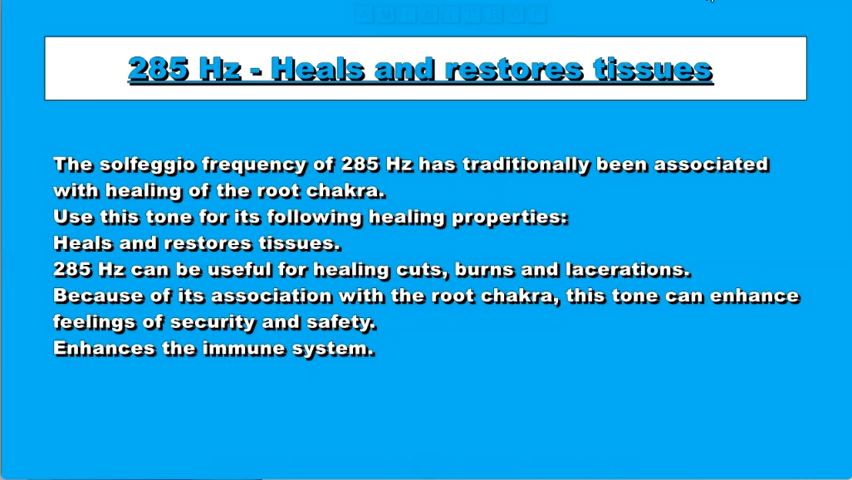 285 Hz - Heals and restores tissues
The solfeggio frequency of 285 Hz has traditionally been associated
with healing of the root chakra.
Use this tone for its following healing properties:
Heals and restores tissues.
285 Hz can be useful for healing cuts, burns and lacerations.
Because of its association with the root chakra, this tone can enhance
feelings of security and safety.
Enhances the immune system.